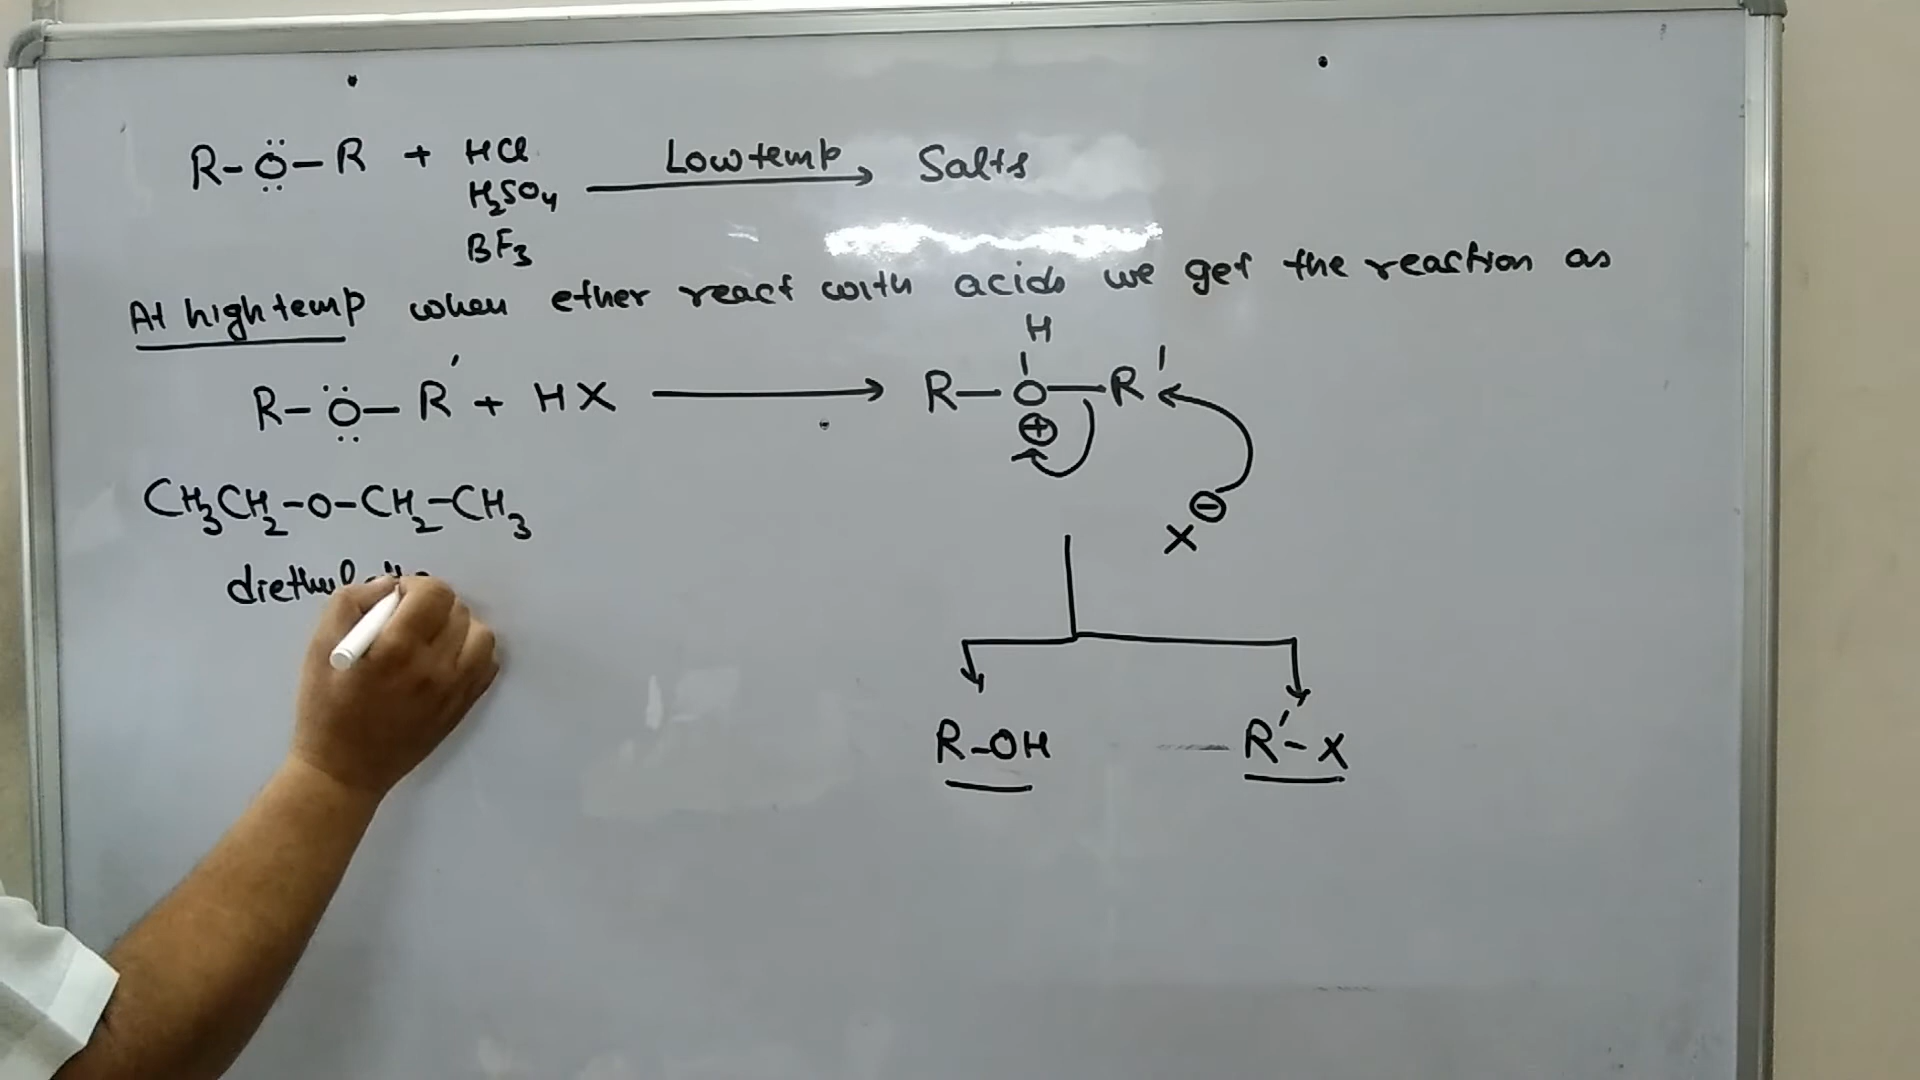 R-Ö-R + HCl Low temp Salts
H₂SO₄
BF₃
At high temp when ether react with acids we get the reaction as
H
R-Ö-R' + HX R-O-R'
⊕
CH₃CH₂-O-CH₂-CH₃
X⊖
diethyl
R-OH R'-X